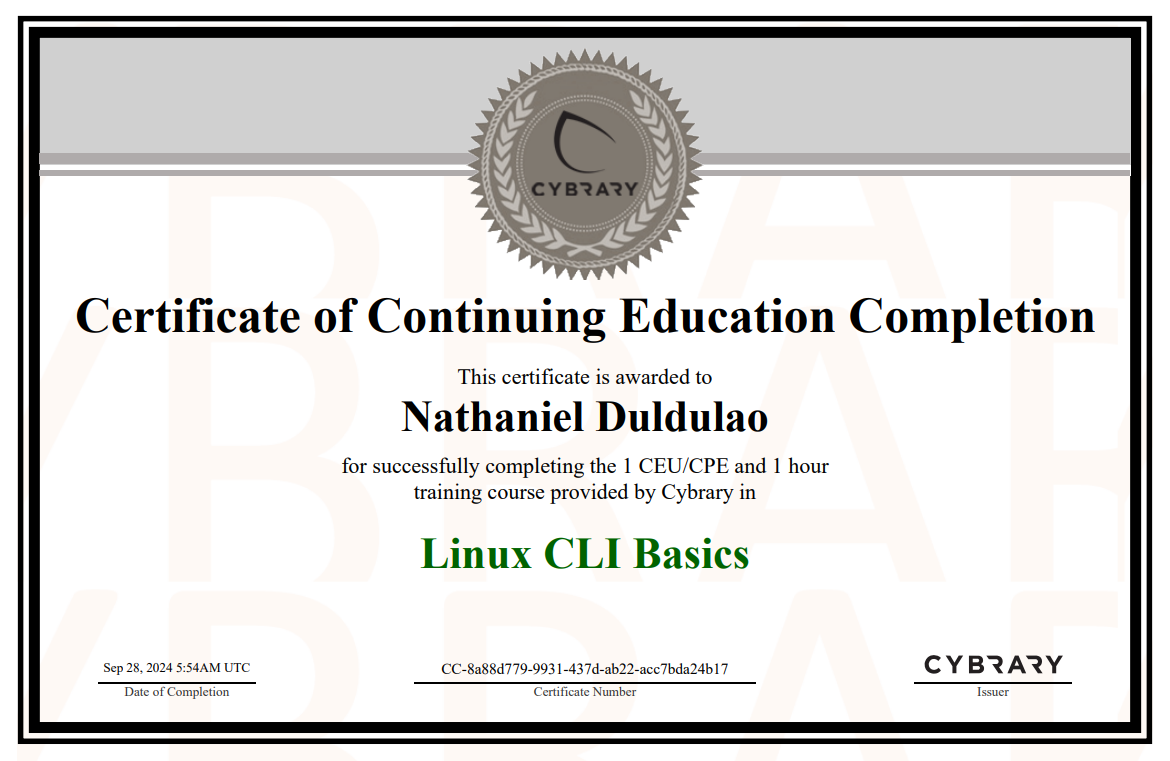 CYBRARY
Certificate of Continuing Education Completion
This certificate is awarded to
Nathaniel Duldulao
for successfully completing the 1 CEU/CPE and 1 hour
training course provided by Cybrary in
Linux CLI Basics
Sep 28, 2024 5:54AM UTC
Date of Completion
CC-8a88d779-9931-437d-ab22-acc7bda24b17
Certificate Number
CYBRARY
Issuer